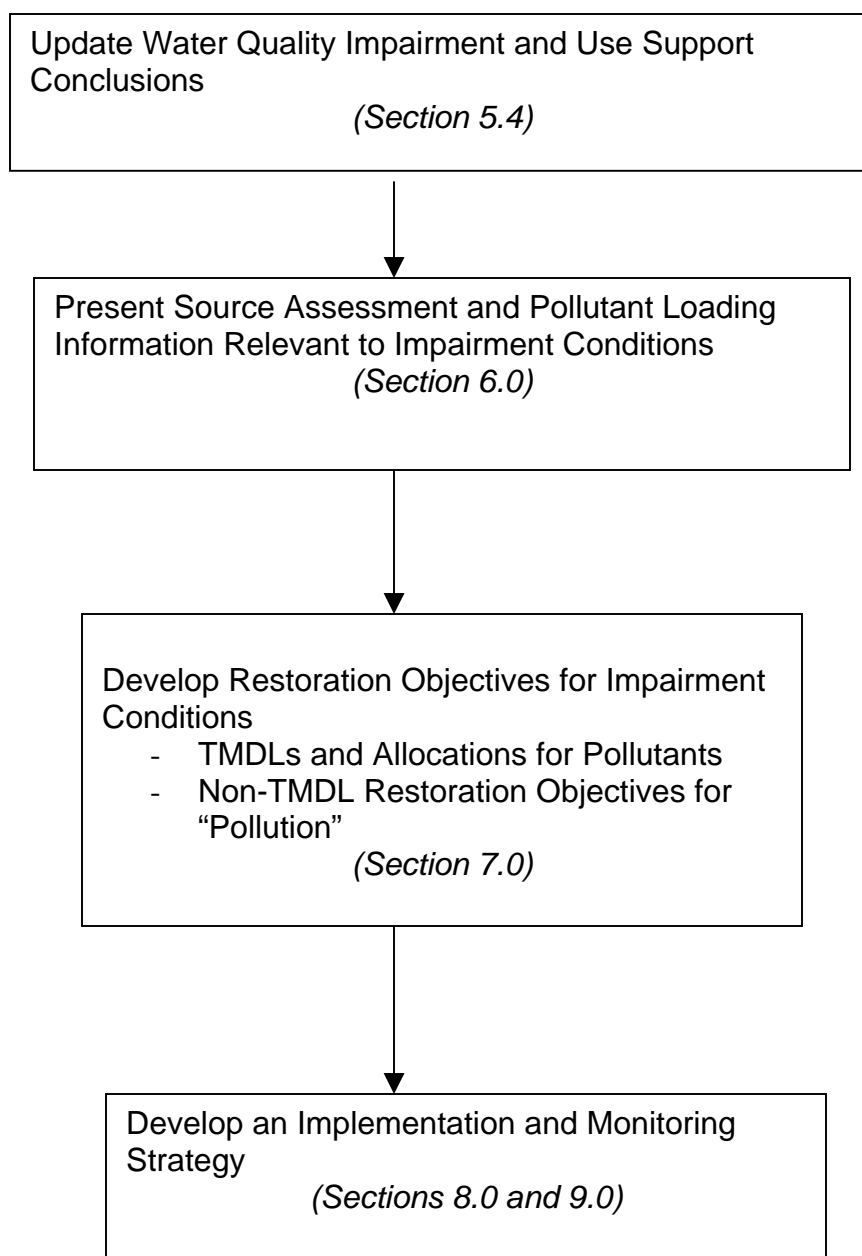 Update Water Quality Impairment and Use Support
Conclusions
(Section 5.4)
Present Source Assessment and Pollutant Loading
Information Relevant to Impairment Conditions
(Section 6.0)
Develop Restoration Objectives for Impairment
Conditions
- TMDLs and Allocations for Pollutants
- Non-TMDL Restoration Objectives for
“Pollution”
(Section 7.0)
Develop an Implementation and Monitoring
Strategy
(Sections 8.0 and 9.0)